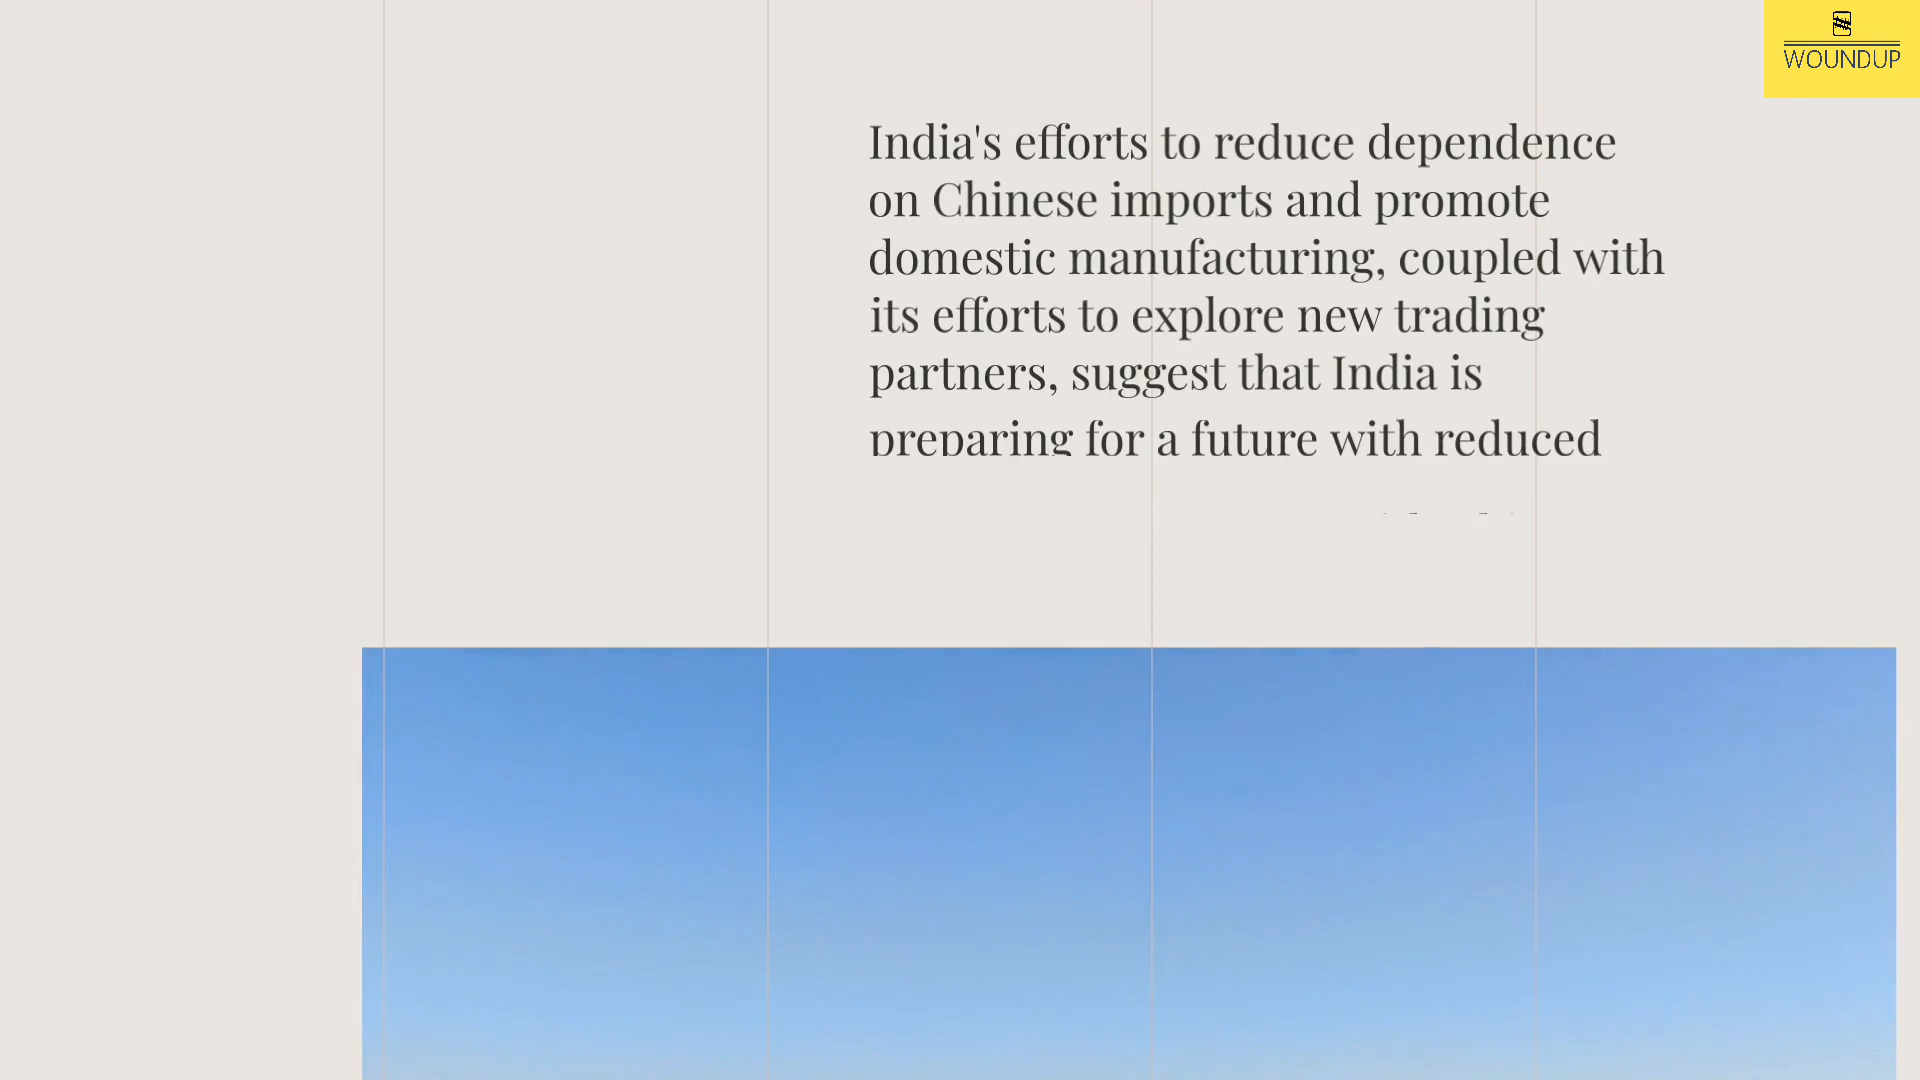 WOUNDUP
India's efforts to reduce dependence
on Chinese imports and promote
domestic manufacturing, coupled with
its efforts to explore new trading
partners, suggest that India is
preparing for a future with reduced